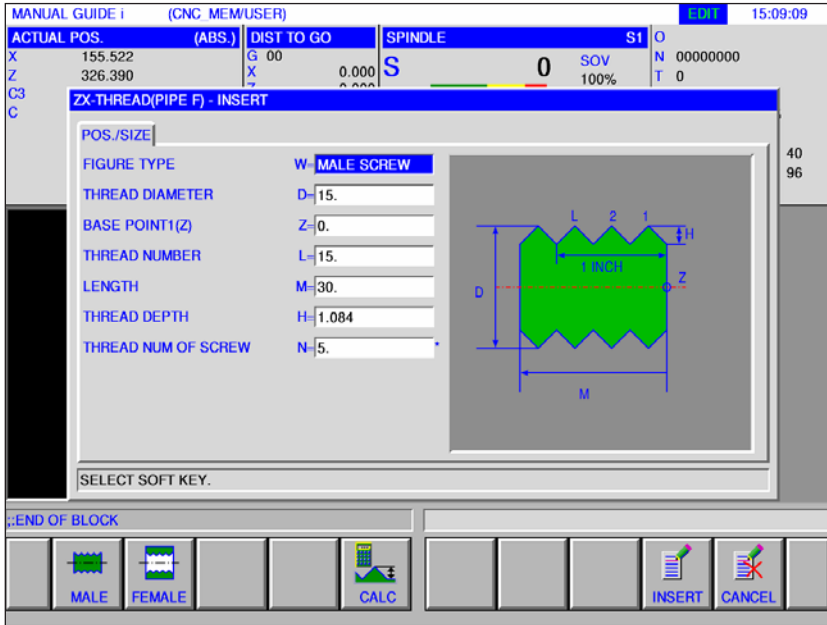 MANUAL GUIDE i (CNC_MEM/USER) EDIT 15:09:09
ACTUAL POS. (ABS.) DIST TO GO SPINDLE S1 O
X 155.522 G 00 S 0 SOV N 00000000
Z 326.390 X 0.000 100% T 0
C3
C
ZX-THREAD(PIPE F) - INSERT
POS./SIZE
FIGURE TYPE W= MALE SCREW
THREAD DIAMETER D= 15.
BASE POINT1(Z) Z= 0.
THREAD NUMBER L= 15.
LENGTH M= 30.
THREAD DEPTH H= 1.084
THREAD NUM OF SCREW N= 5.
40
96
L 2 1
H
1 INCH
Z
D
M
SELECT SOFT KEY.
;:END OF BLOCK
MALE FEMALE CALC INSERT CANCEL